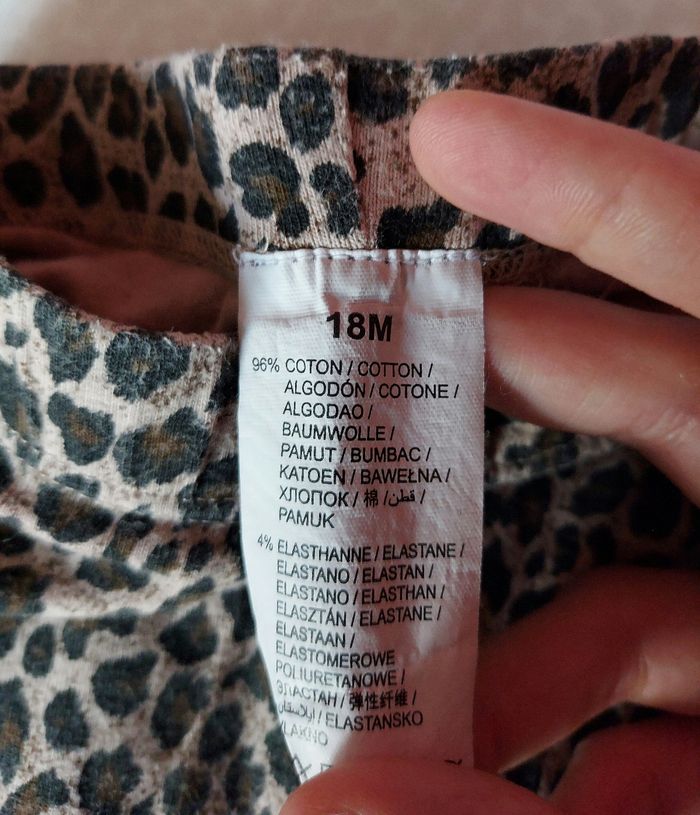 18M
96% COTON / COTTON /
ALGODÓN / COTONE /
ALGODAO /
BAUMWOLLE /
PAMUT / BUMBAC /
KATOEN / BAWEŁNA /
ХЛОПОК / 棉 / قطن /
PAMUK
4% ELASTHANNE / ELASTANE /
ELASTANO / ELASTAN /
ELASTANO / ELASTHAN /
ELASZTÁN / ELASTANE /
ELASTAAN /
ELASTOMEROWE
POLIURETANOWE /
ЭЛАСТАН / 弹性纤维 /
/ ELASTANSKO
VLAKNO